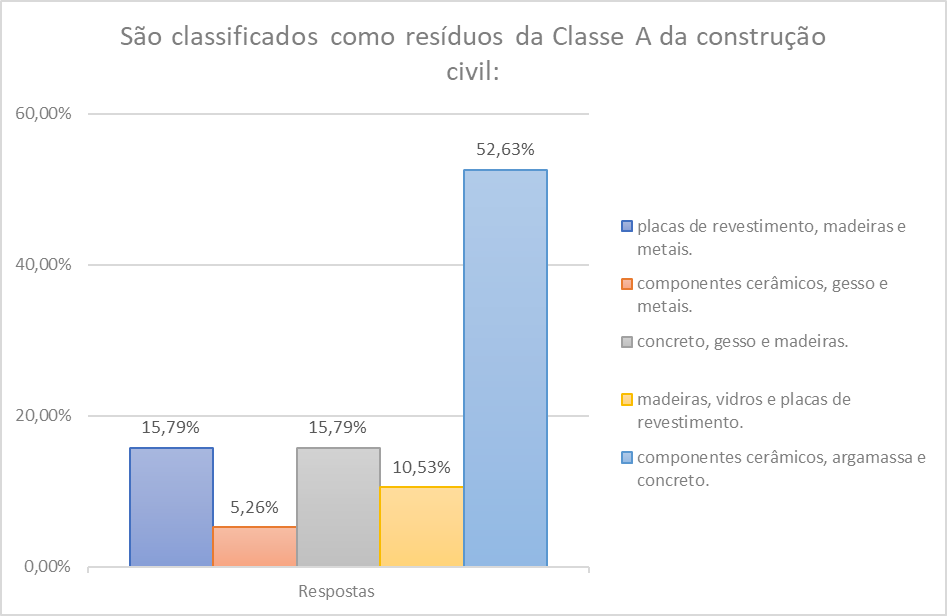 São classificados como resíduos da Classe A da construção
civil:
60,00%
40,00%
20,00%
0,00%
15,79%
5,26%
15,79%
10,53%
52,63%
Respostas
placas de revestimento, madeiras e
metais.
componentes cerâmicos, gesso e
metais.
concreto, gesso e madeiras.
madeiras, vidros e placas de
revestimento.
componentes cerâmicos, argamassa e
concreto.